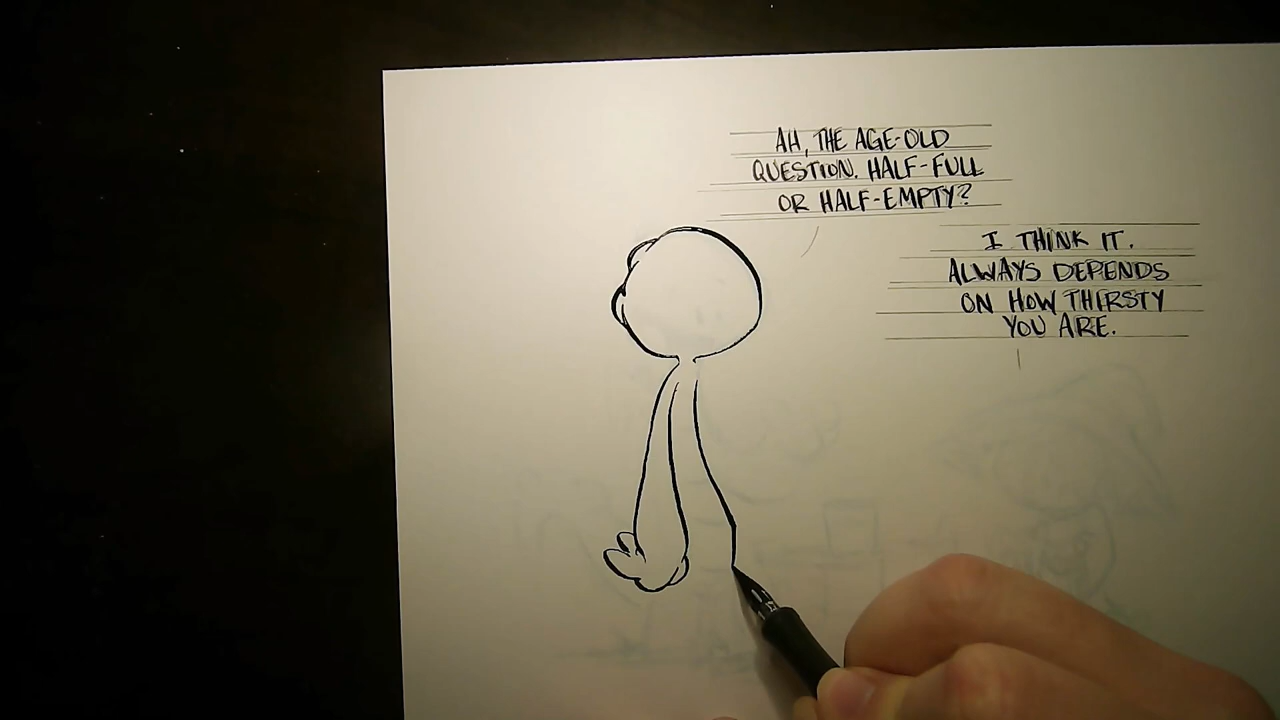 AH, THE AGE-OLD
QUESTION. HALF-FULL
OR HALF-EMPTY?
I THINK IT.
ALWAYS DEPENDS
ON HOW THIRSTY
YOU ARE.